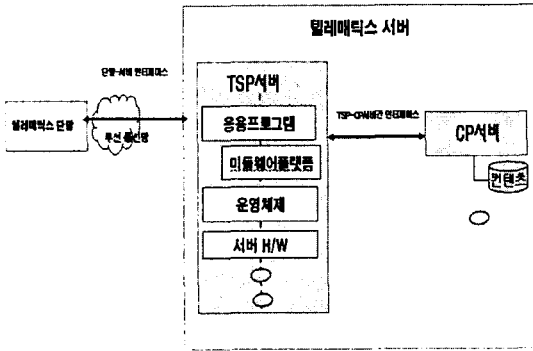 텔레매틱스 서버
단말-서버 인터페이스
TSP서버
텔레매틱스 단말
무선 통신망
응용프로그램
TSP-CP서버간 인터페이스
CP서버
미들웨어플랫폼
컨텐츠
운영체제
서버 H/W